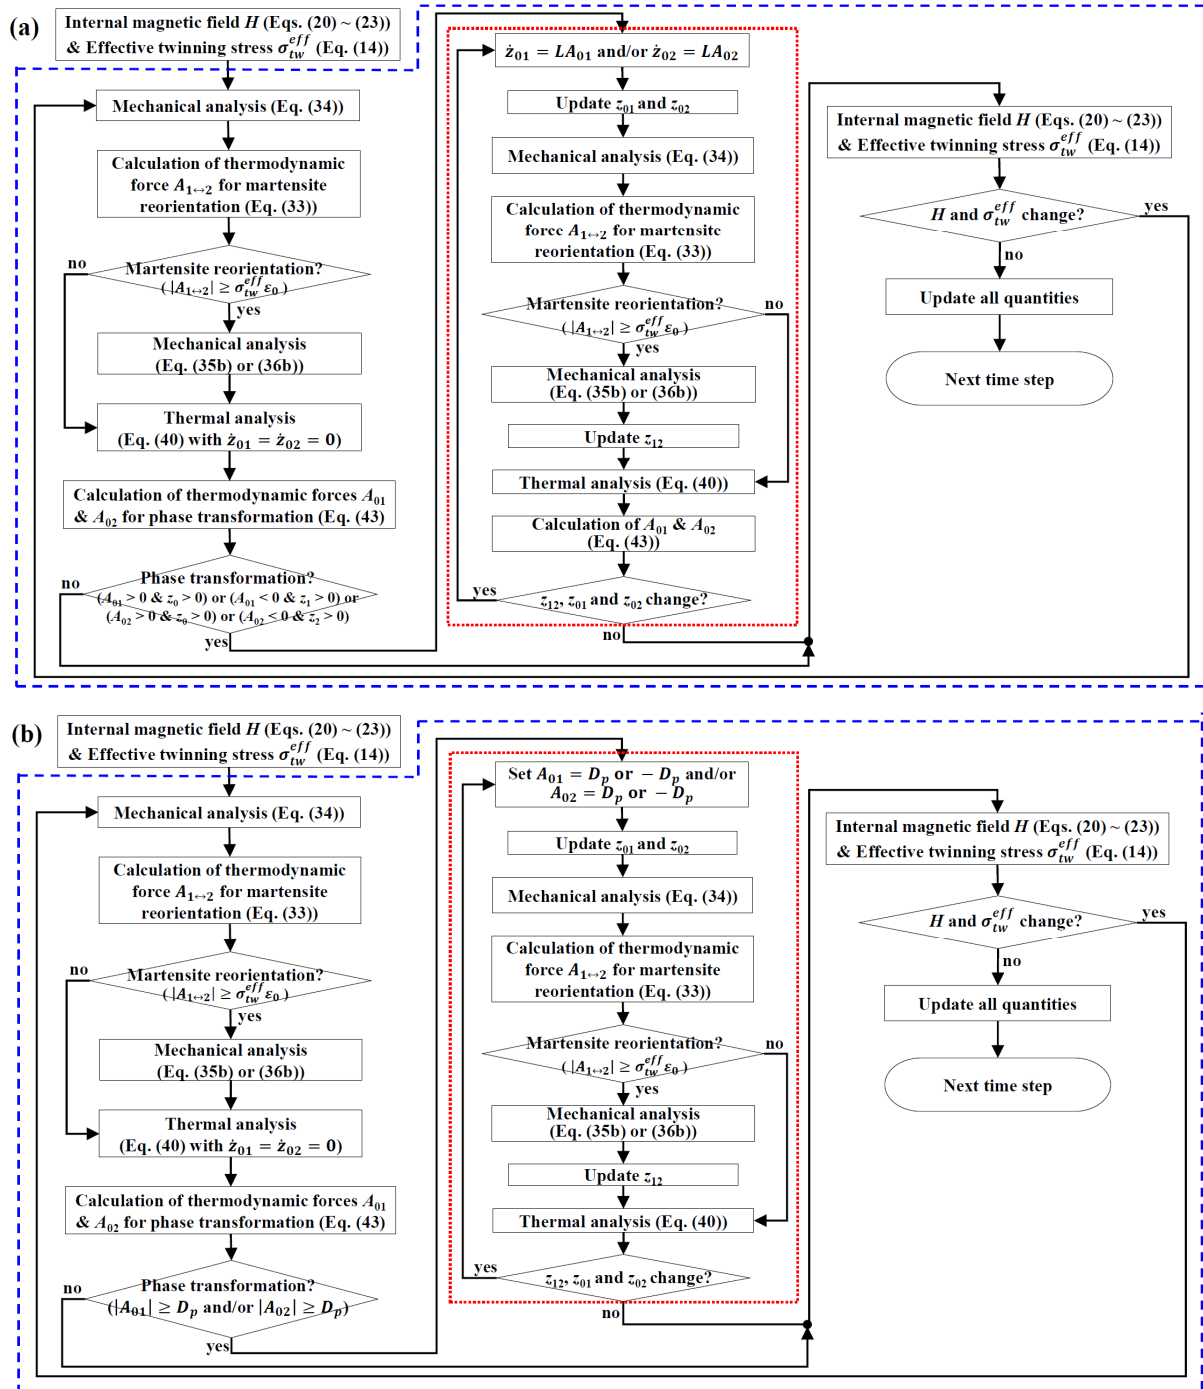 (a)
Internal magnetic field H (Eqs. (20) ~ (23))
& Effective twinning stress σ_tw^eff (Eq. (14))
Mechanical analysis (Eq. (34))
Calculation of thermodynamic
force A_1↔2 for martensite
reorientation (Eq. (33))
Martensite reorientation?
( |A_1↔2| ≥ σ_tw^eff ε_0 )
no
yes
Mechanical analysis
(Eq. (35b) or (36b))
Thermal analysis
(Eq. (40) with ż_01 = ż_02 = 0)
Calculation of thermodynamic forces A_01
& A_02 for phase transformation (Eq. (43)
Phase transformation?
(A_01 > 0 & z_0 > 0) or (A_01 < 0 & z_1 > 0) or
(A_02 > 0 & z_0 > 0) or (A_02 < 0 & z_2 > 0)
no
yes
ż_01 = LA_01 and/or ż_02 = LA_02
Update z_01 and z_02
Mechanical analysis (Eq. (34))
Calculation of thermodynamic
force A_1↔2 for martensite
reorientation (Eq. (33))
Martensite reorientation?
( |A_1↔2| ≥ σ_tw^eff ε_0 )
no
yes
Mechanical analysis
(Eq. (35b) or (36b))
Update z_12
Thermal analysis (Eq. (40))
Calculation of A_01 & A_02
(Eq. (43))
z_12, z_01 and z_02 change?
yes
no
Internal magnetic field H (Eqs. (20) ~ (23))
& Effective twinning stress σ_tw^eff (Eq. (14))
H and σ_tw^eff change?
yes
no
Update all quantities
Next time step
(b)
Internal magnetic field H (Eqs. (20) ~ (23))
& Effective twinning stress σ_tw^eff (Eq. (14))
Mechanical analysis (Eq. (34))
Calculation of thermodynamic
force A_1↔2 for martensite
reorientation (Eq. (33))
Martensite reorientation?
( |A_1↔2| ≥ σ_tw^eff ε_0 )
no
yes
Mechanical analysis
(Eq. (35b) or (36b))
Thermal analysis
(Eq. (40) with ż_01 = ż_02 = 0)
Calculation of thermodynamic forces A_01
& A_02 for phase transformation (Eq. (43)
Phase transformation?
(|A_01| ≥ D_p and/or |A_02| ≥ D_p)
no
yes
Set A_01 = D_p or − D_p and/or
A_02 = D_p or − D_p
Update z_01 and z_02
Mechanical analysis (Eq. (34))
Calculation of thermodynamic
force A_1↔2 for martensite
reorientation (Eq. (33))
Martensite reorientation?
( |A_1↔2| ≥ σ_tw^eff ε_0 )
no
yes
Mechanical analysis
(Eq. (35b) or (36b))
Update z_12
Thermal analysis (Eq. (40))
z_12, z_01 and z_02 change?
yes
no
Internal magnetic field H (Eqs. (20) ~ (23))
& Effective twinning stress σ_tw^eff (Eq. (14))
H and σ_tw^eff change?
yes
no
Update all quantities
Next time step